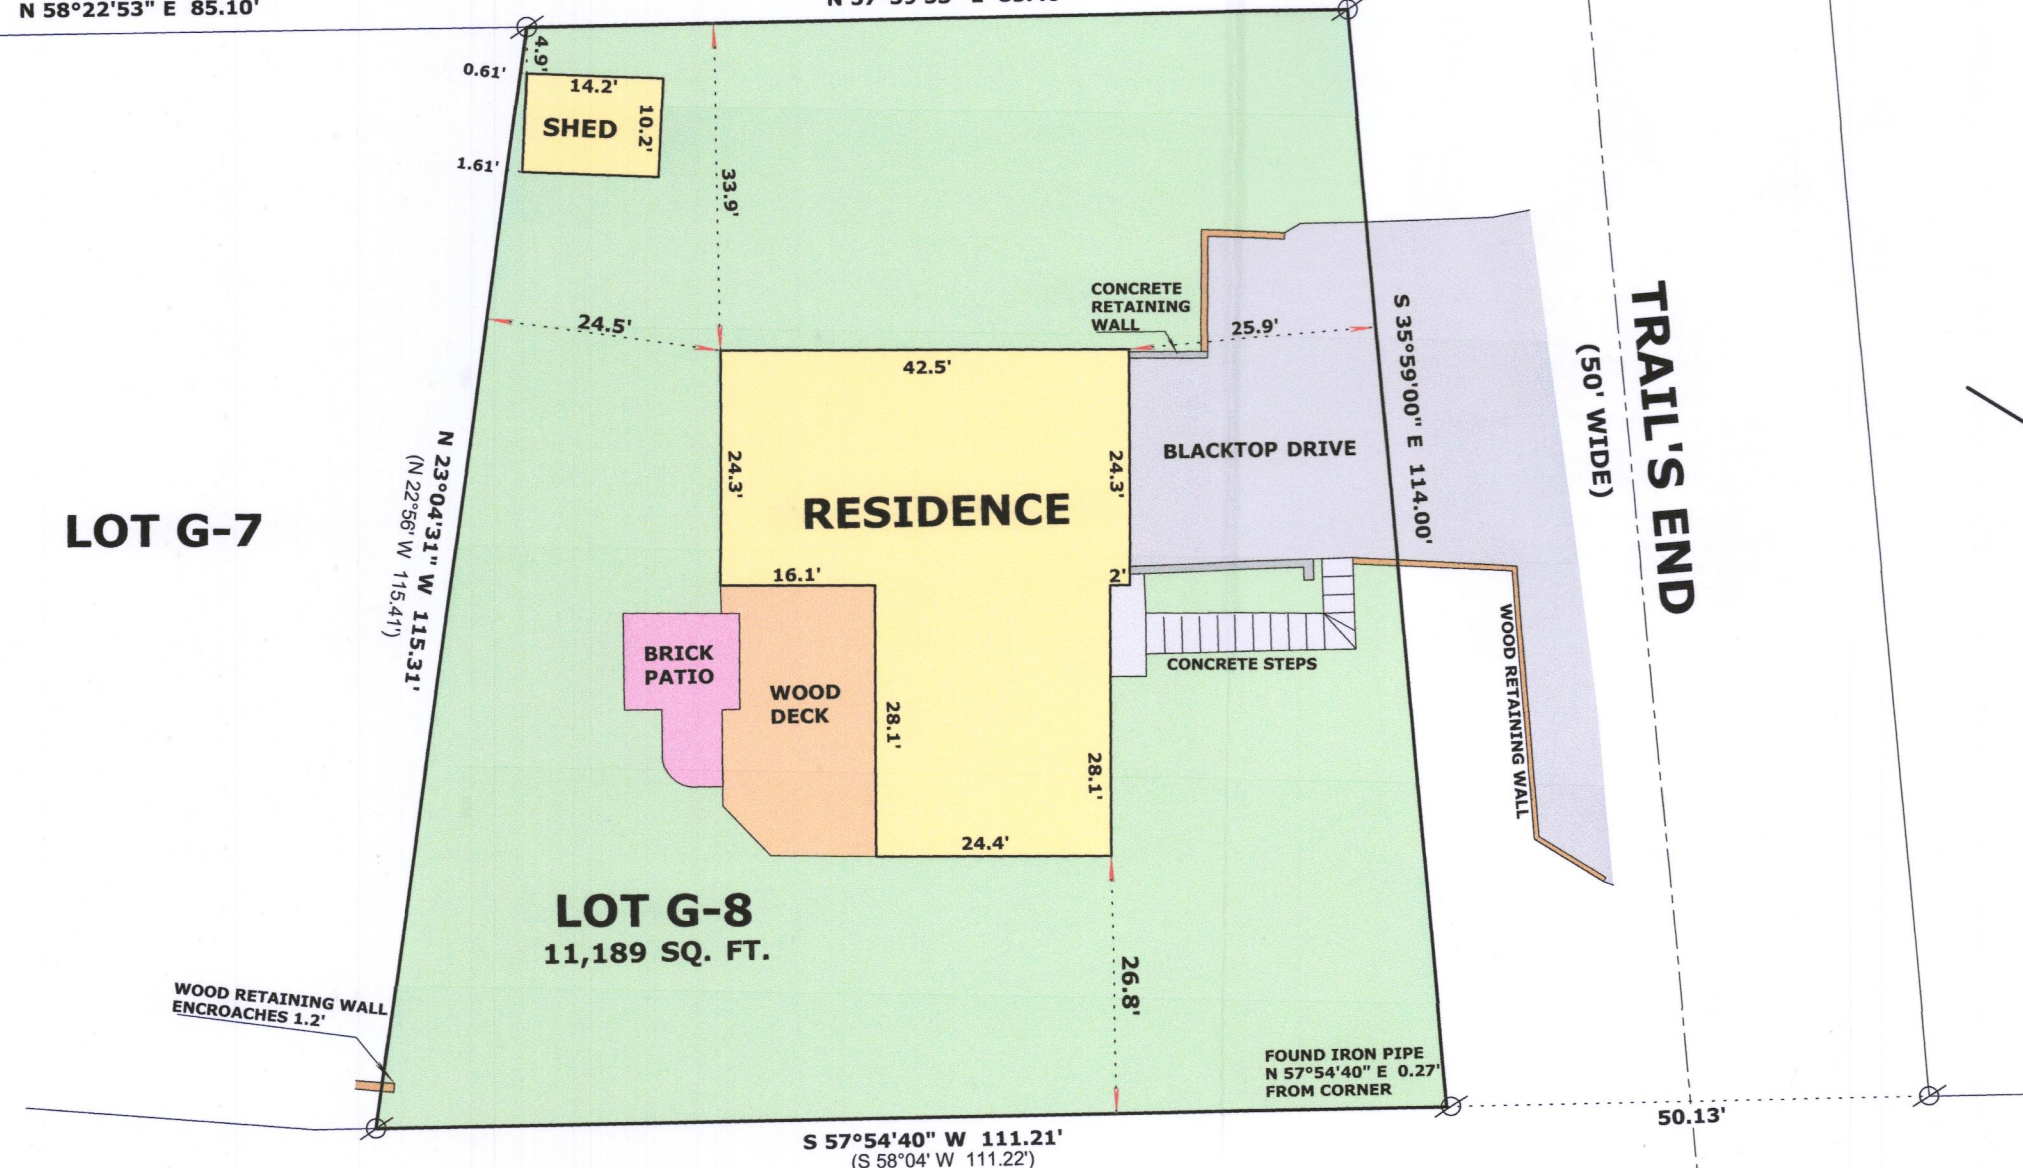 N 58°22'53" E 85.10'
4.9'
0.61'
14.2'
SHED
10.2'
1.61'
33.9'
24.5'
CONCRETE
RETAINING
WALL
25.9'
42.5'
24.3'
24.3'
RESIDENCE
BLACKTOP DRIVE
S 35°59'00" E 114.00'
TRAIL'S END
(50' WIDE)
LOT G-7
N 23°04'31" W 115.31'
(N 22°56' W 115.41')
16.1'
2'
BRICK
PATIO
WOOD
DECK
28.1'
28.1'
CONCRETE STEPS
WOOD RETAINING WALL
24.4'
LOT G-8
11,189 SQ. FT.
26.8'
WOOD RETAINING WALL
ENCROACHES 1.2'
FOUND IRON PIPE
N 57°54'40" E 0.27'
FROM CORNER
50.13'
S 57°54'40" W 111.21'
(S 58°04' W 111.22')